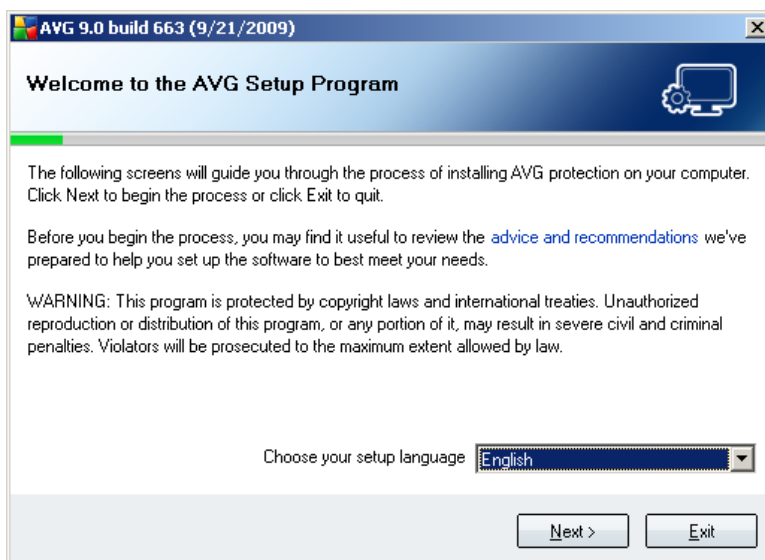 AVG 9.0 build 663 (9/21/2009)
Welcome to the AVG Setup Program
The following screens will guide you through the process of installing AVG protection on your computer.
Click Next to begin the process or click Exit to quit.
Before you begin the process, you may find it useful to review the advice and recommendations we've
prepared to help you set up the software to best meet your needs.
WARNING: This program is protected by copyright laws and international treaties. Unauthorized
reproduction or distribution of this program, or any portion of it, may result in severe civil and criminal
penalties. Violators will be prosecuted to the maximum extent allowed by law.
Choose your setup language English
Next > Exit